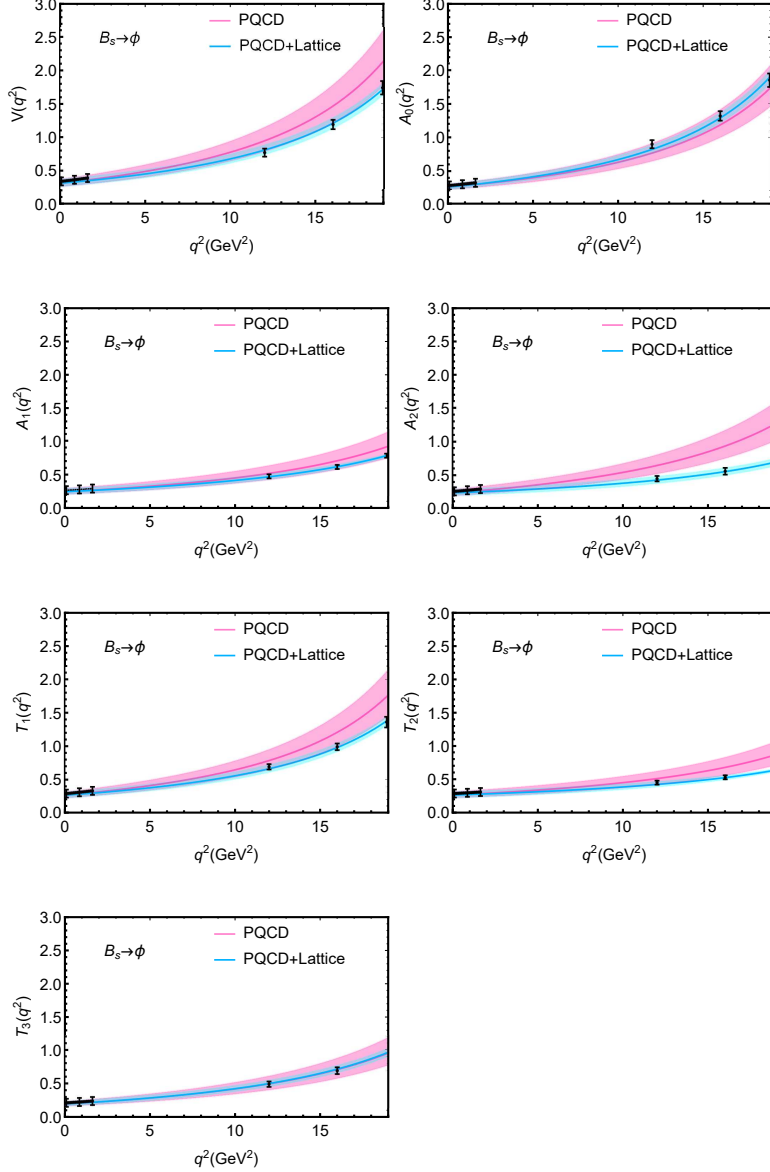 3.0
2.5
2.0
1.5
1.0
0.5
0.0
V(q²)
B_s→ϕ
PQCD
PQCD+Lattice
0 5 10 15
q²(GeV²)
3.0
2.5
2.0
1.5
1.0
0.5
0.0
A₀(q²)
B_s→ϕ
PQCD
PQCD+Lattice
0 5 10 15
q²(GeV²)
3.0
2.5
2.0
1.5
1.0
0.5
0.0
A₁(q²)
B_s→ϕ
PQCD
PQCD+Lattice
0 5 10 15
q²(GeV²)
3.0
2.5
2.0
1.5
1.0
0.5
0.0
A₂(q²)
B_s→ϕ
PQCD
PQCD+Lattice
0 5 10 15
q²(GeV²)
3.0
2.5
2.0
1.5
1.0
0.5
0.0
T₁(q²)
B_s→ϕ
PQCD
PQCD+Lattice
0 5 10 15
q²(GeV²)
3.0
2.5
2.0
1.5
1.0
0.5
0.0
T₂(q²)
B_s→ϕ
PQCD
PQCD+Lattice
0 5 10 15
q²(GeV²)
3.0
2.5
2.0
1.5
1.0
0.5
0.0
T₃(q²)
B_s→ϕ
PQCD
PQCD+Lattice
0 5 10 15
q²(GeV²)